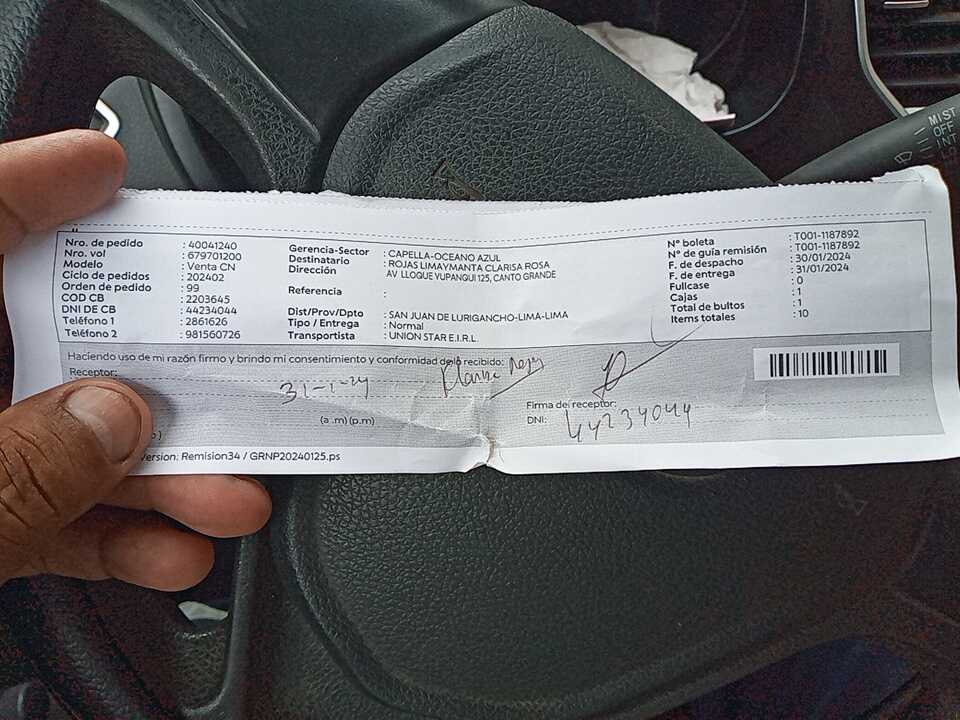 Nro. de pedido : 40041240
Nro. vol : 679701200
Modelo : Venta CN
Ciclo de pedidos : 202402
Orden de pedido : 99
COD CB : 2203645
DNI DE CB : 44234044
Teléfono 1 : 2861626
Teléfono 2 : 981560726
Gerencia-Sector : CAPELLA-OCEANO AZUL
Destinatario : ROJAS LIMAYMANTA CLARISA ROSA
Dirección AV LLOQUE YUPANQUI 125, CANTO GRANDE
Referencia :
Dist/Prov/Dpto : SAN JUAN DE LURIGANCHO-LIMA-LIMA
Tipo / Entrega : Normal
Transportista : UNION STAR E.I.R.L.
N° boleta : T001-1187892
N° de guía remisión : T001-1187892
F. de despacho : 30/01/2024
F. de entrega : 31/01/2024
Fullcase : 0
Cajas : 1
Total de bultos : 1
Items totales : 10
Haciendo uso de mi razón firmo y brindo mi consentimiento y conformidad de lo recibido:
Receptor:
31-1-24
(a .m) (p.m)
Firma del receptor:
DNI: 44234044
version: Remision34 / GRNP20240125.ps
MIST
OFF
INT